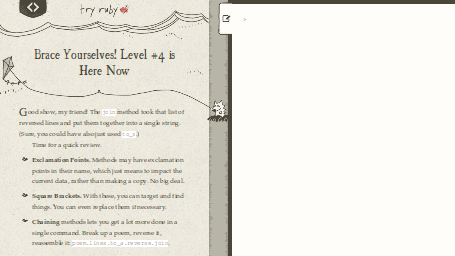 try ruby
Brace Yourselves! Level #4 is
Here Now
Good show, my friend! The join method took that list of
reversed lines and put them together into a single string.
(Sure, you could have also just used to_s.)
Time for a quick review.
Exclamation Points. Methods may have exclamation
points in their name, which just means to impact the
current data, rather than making a copy. No big deal.
Square Brackets. With these, you can target and find
things. You can even replace them if necessary.
Chaining methods lets you get a lot more done in a
single command. Break up a poem, reverse it,
reassemble it: poem.lines.to_a.reverse.join.
>